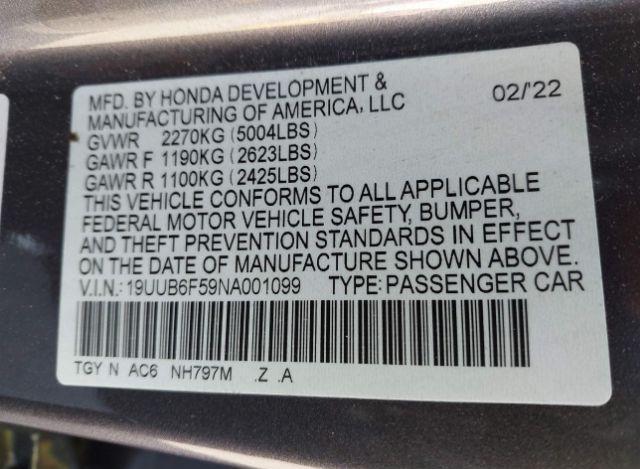 MFD. BY HONDA DEVELOPMENT &
MANUFACTURING OF AMERICA, LLC 02/'22
GVWR 2270KG (5004LBS)
GAWR F 1190KG (2623LBS)
GAWR R 1100KG (2425LBS)
THIS VEHICLE CONFORMS TO ALL APPLICABLE
FEDERAL MOTOR VEHICLE SAFETY, BUMPER,
AND THEFT PREVENTION STANDARDS IN EFFECT
ON THE DATE OF MANUFACTURE SHOWN ABOVE.
V.I.N.: 19UUB6F59NA001099 TYPE: PASSENGER CAR
TGY N AC6 NH797M .Z .A